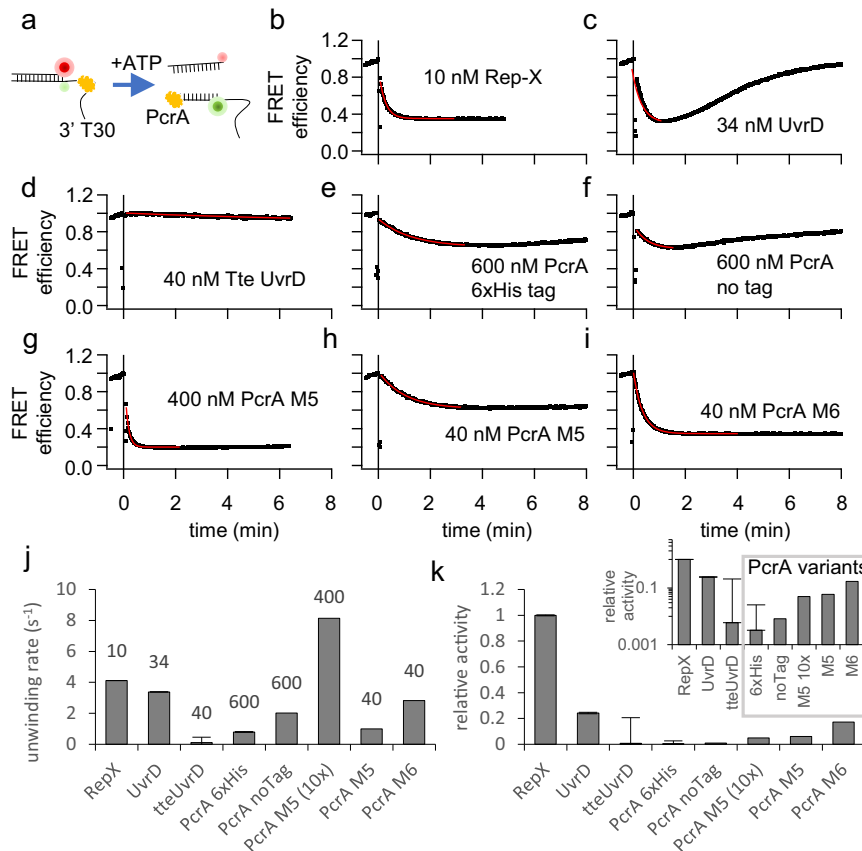 a
+ATP
PcrA
3' T30
b
FRET
efficiency
1.2
0.8
0.4
0.0
10 nM Rep-X
c
34 nM UvrD
d
FRET
efficiency
1.2
0.8
0.4
0.0
40 nM Tte UvrD
e
600 nM PcrA
6xHis tag
f
600 nM PcrA
no tag
g
FRET
efficiency
1.2
0.8
0.4
0.0
400 nM PcrA M5
0 2 4 6 8
time (min)
h
40 nM PcrA M5
0 2 4 6 8
time (min)
i
40 nM PcrA M6
0 2 4 6 8
time (min)
j
unwinding rate (s⁻¹)
10
8
6
4
2
0
10
34
40
600
600
400
40
40
RepX
UvrD
tteUvrD
PcrA 6xHis
PcrA noTag
PcrA M5 (10x)
PcrA M5
PcrA M6
k
relative activity
1.2
1
0.8
0.6
0.4
0.2
0
RepX
UvrD
tteUvrD
PcrA 6xHis
PcrA noTag
PcrA M5 (10x)
PcrA M5
PcrA M6
relative
activity
0.1
0.001
PcrA variants
RepX
UvrD
tteUvrD
6xHis
noTag
M5 10x
M5
M6